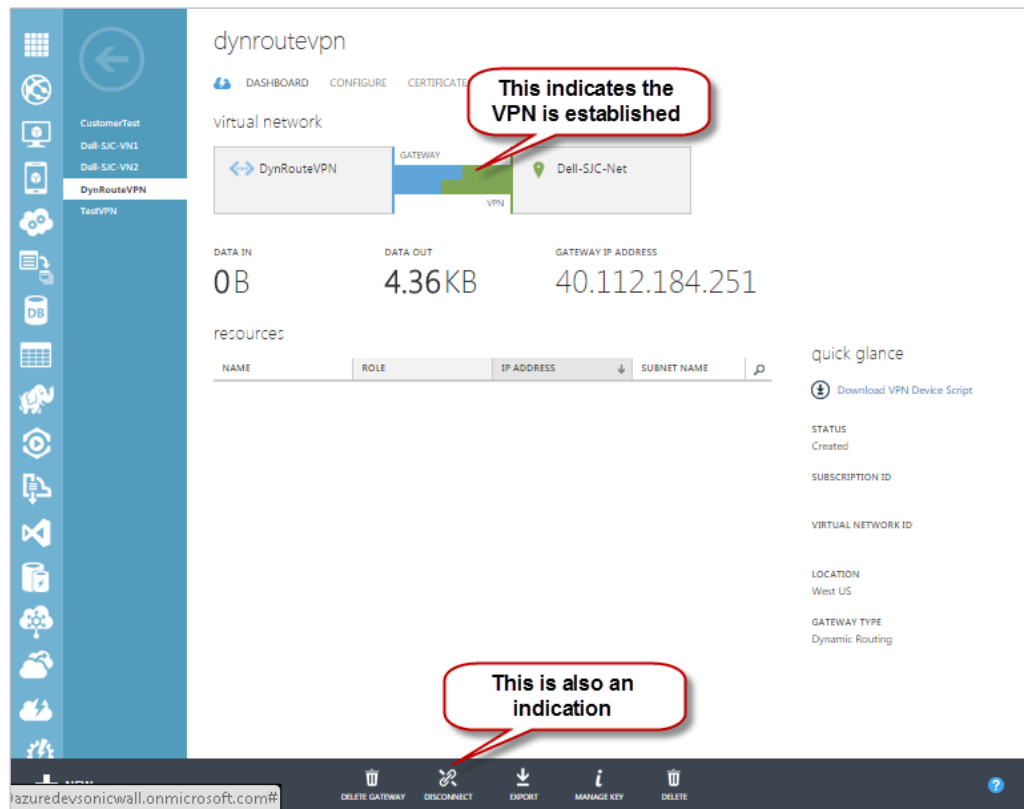 dynroutevpn
DASHBOARD CONFIGURE CERTIFICATE
This indicates the
VPN is established
CustomerTest
Dell-SJC-VN1
Dell-SJC-VN2
DynRouteVPN
TestVPN
virtual network
DynRouteVPN
GATEWAY
VPN
Dell-SJC-Net
DATA IN
0B
DATA OUT
4.36KB
GATEWAY IP ADDRESS
40.112.184.251
resources
NAME ROLE IP ADDRESS SUBNET NAME
quick glance
Download VPN Device Script
STATUS
Created
SUBSCRIPTION ID
VIRTUAL NETWORK ID
LOCATION
West US
GATEWAY TYPE
Dynamic Routing
DB
This is also an
indication
NEW
DELETE GATEWAY DISCONNECT EXPORT MANAGE KEY DELETE
azuredevsonicwall.onmicrosoft.com#